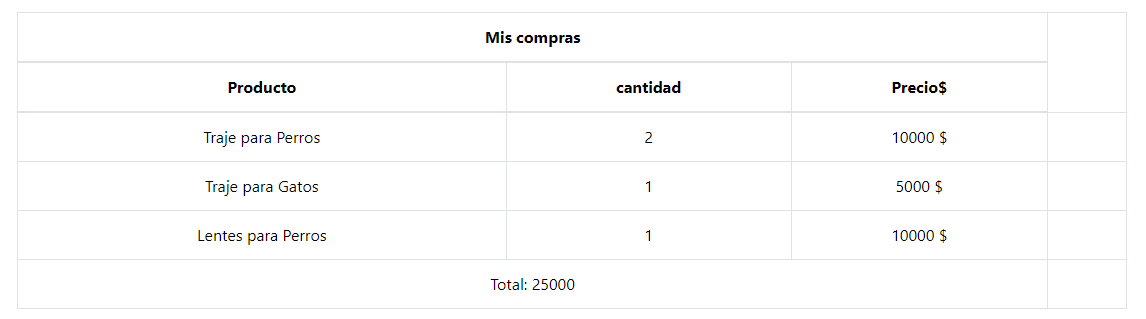 Mis compras
Producto cantidad Precio$
Traje para Perros 2 10000 $
Traje para Gatos 1 5000 $
Lentes para Perros 1 10000 $
Total: 25000